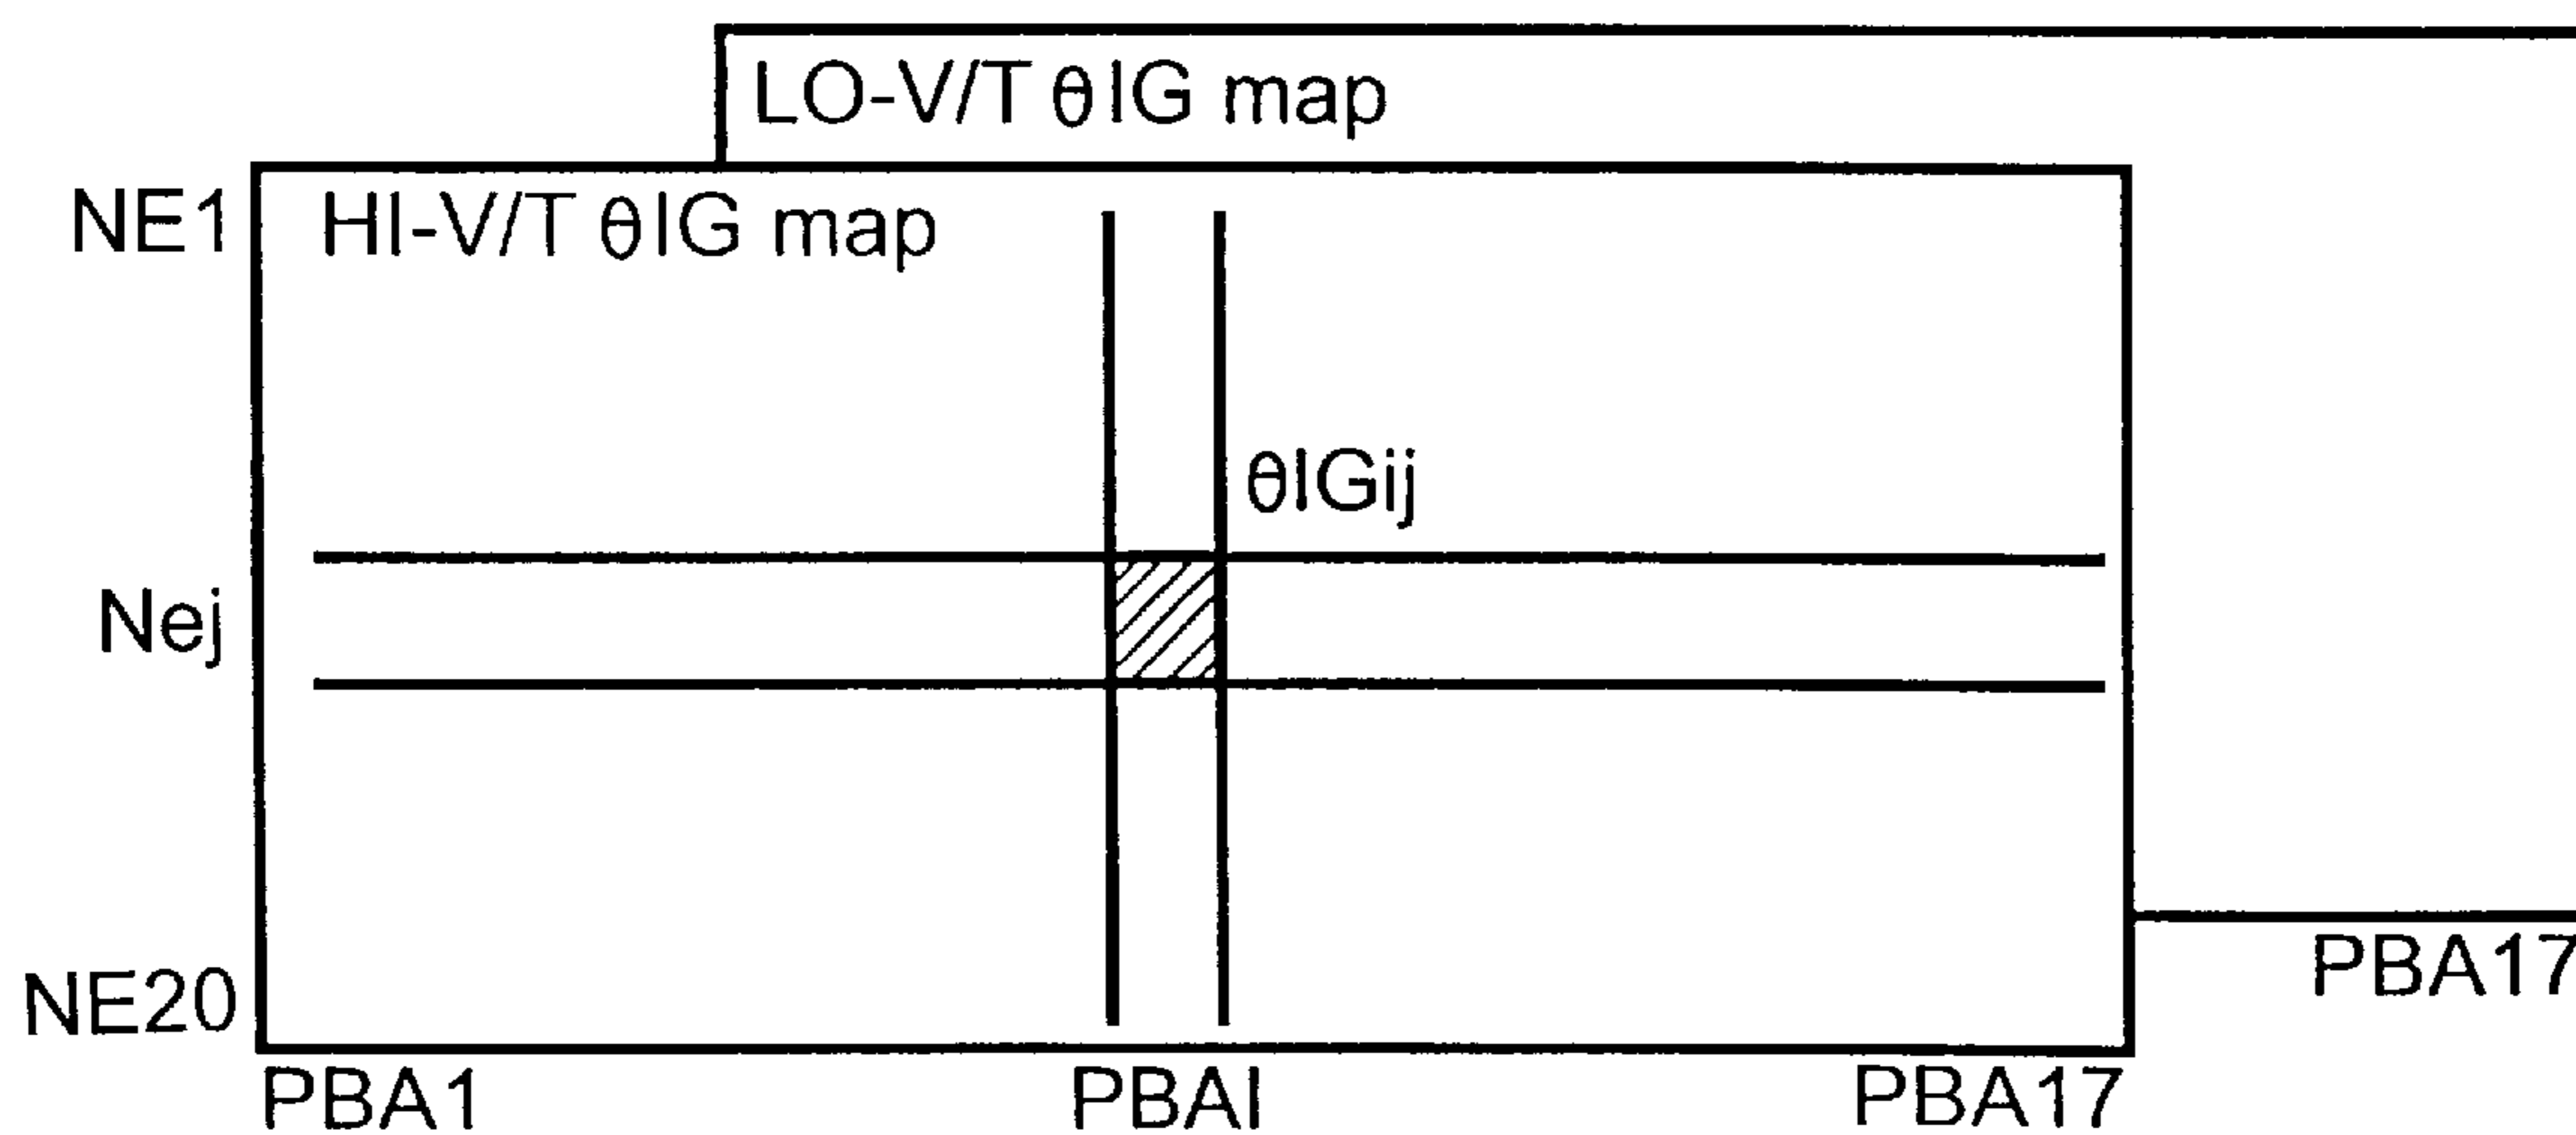 LO-V/T θIG map
NE1 HI-V/T θIG map
θIGij
Nej
PBA17
NE20
PBA1 PBAI PBA17